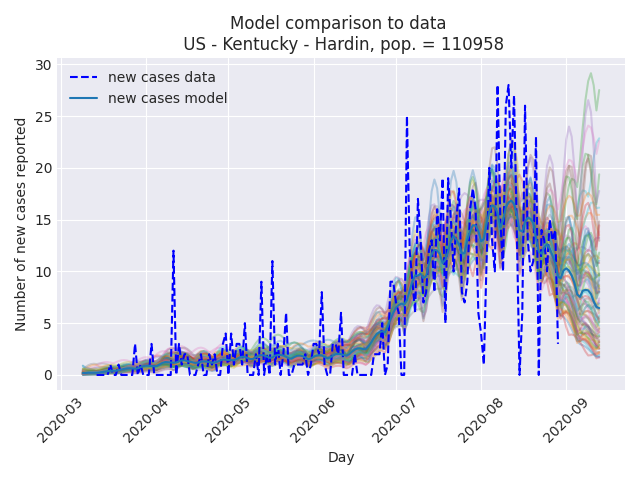 Model comparison to data
US - Kentucky - Hardin, pop. = 110958
new cases data
new cases model
Number of new cases reported
30
25
20
15
10
5
0
2020-03
2020-04
2020-05
2020-06
2020-07
2020-08
2020-09
Day